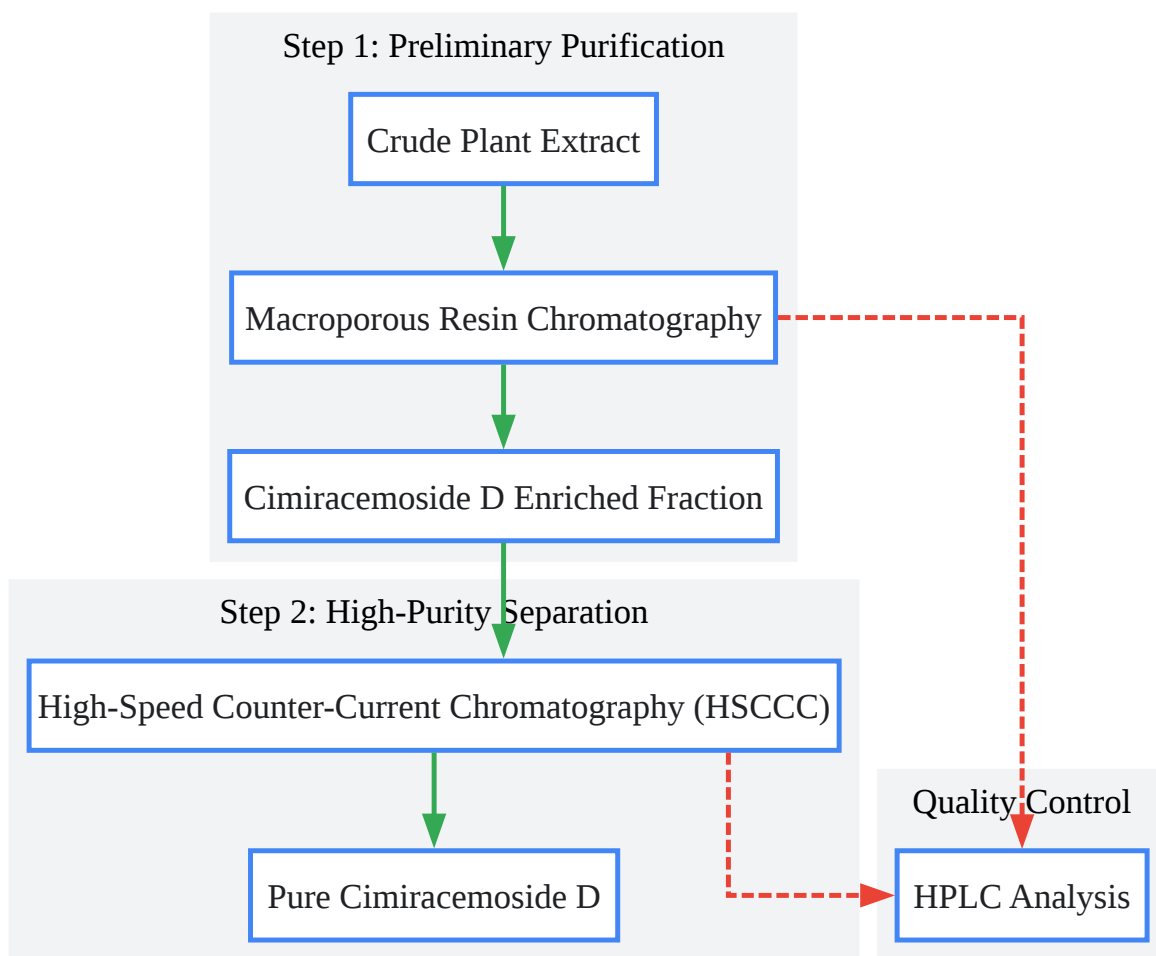 Step 1: Preliminary Purification
Crude Plant Extract
Macroporous Resin Chromatography
Cimiracemoside D Enriched Fraction
Step 2: High-Purity Separation
High-Speed Counter-Current Chromatography (HSCCC)
Pure Cimiracemoside D
Quality Control
HPLC Analysis